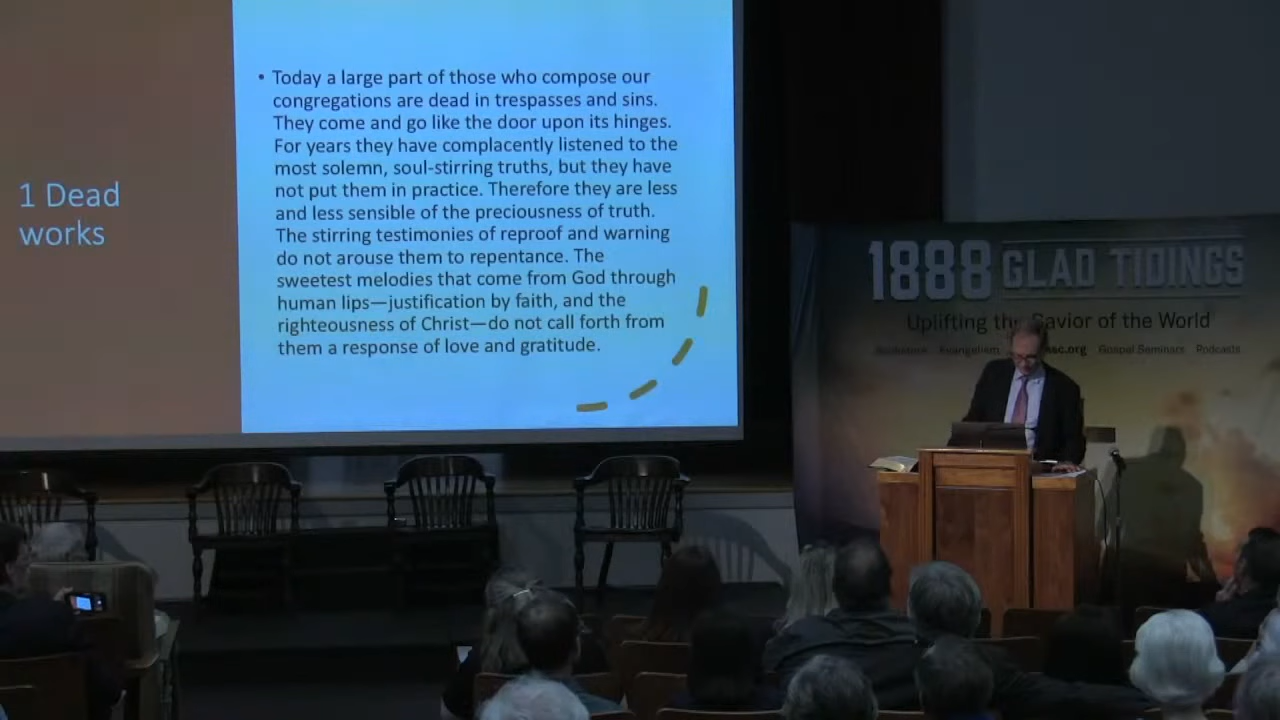 1 Dead
works
• Today a large part of those who compose our
congregations are dead in trespasses and sins.
They come and go like the door upon its hinges.
For years they have complacently listened to the
most solemn, soul-stirring truths, but they have
not put them in practice. Therefore they are less
and less sensible of the preciousness of truth.
The stirring testimonies of reproof and warning
do not arouse them to repentance. The
sweetest melodies that come from God through
human lips—justification by faith, and the
righteousness of Christ—do not call forth from
them a response of love and gratitude.
1888 GLAD TIDINGS
Uplifting the Savior of the World
Evangelism sc.org Gospel Seminars Podcasts